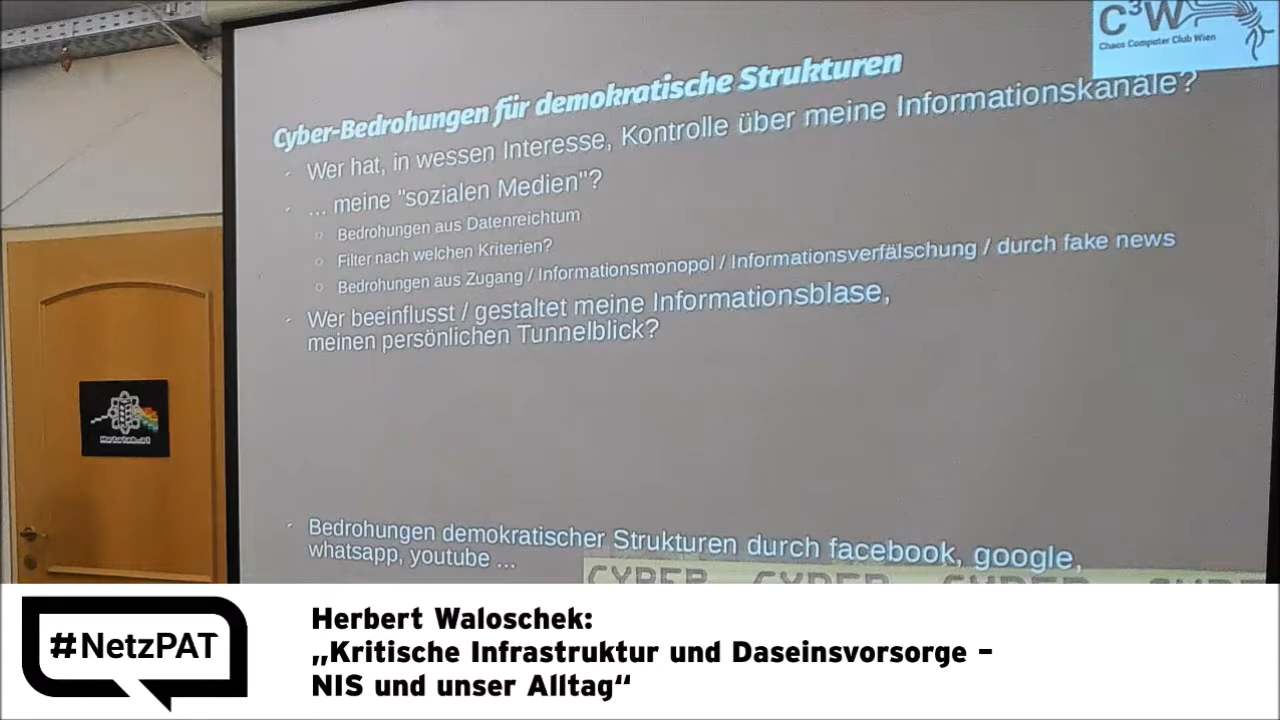 C³W
Chaos Computer Club Wien
Cyber-Bedrohungen für demokratische Strukturen
Wer hat, in wessen Interesse, Kontrolle über meine Informationskanäle?
... meine "sozialen Medien"?
Bedrohungen aus Datenreichtum
Filter nach welchen Kriterien?
Bedrohungen aus Zugang / Informationsmonopol / Informationsverfälschung / durch fake news
Wer beeinflusst / gestaltet meine Informationsblase,
meinen persönlichen Tunnelblick?
Bedrohungen demokratischer Strukturen durch facebook, google,
whatsapp, youtube ...
CYBER CYBER CYBER
#NetzPAT
Herbert Waloschek:
„Kritische Infrastruktur und Daseinsvorsorge –
NIS und unser Alltag“